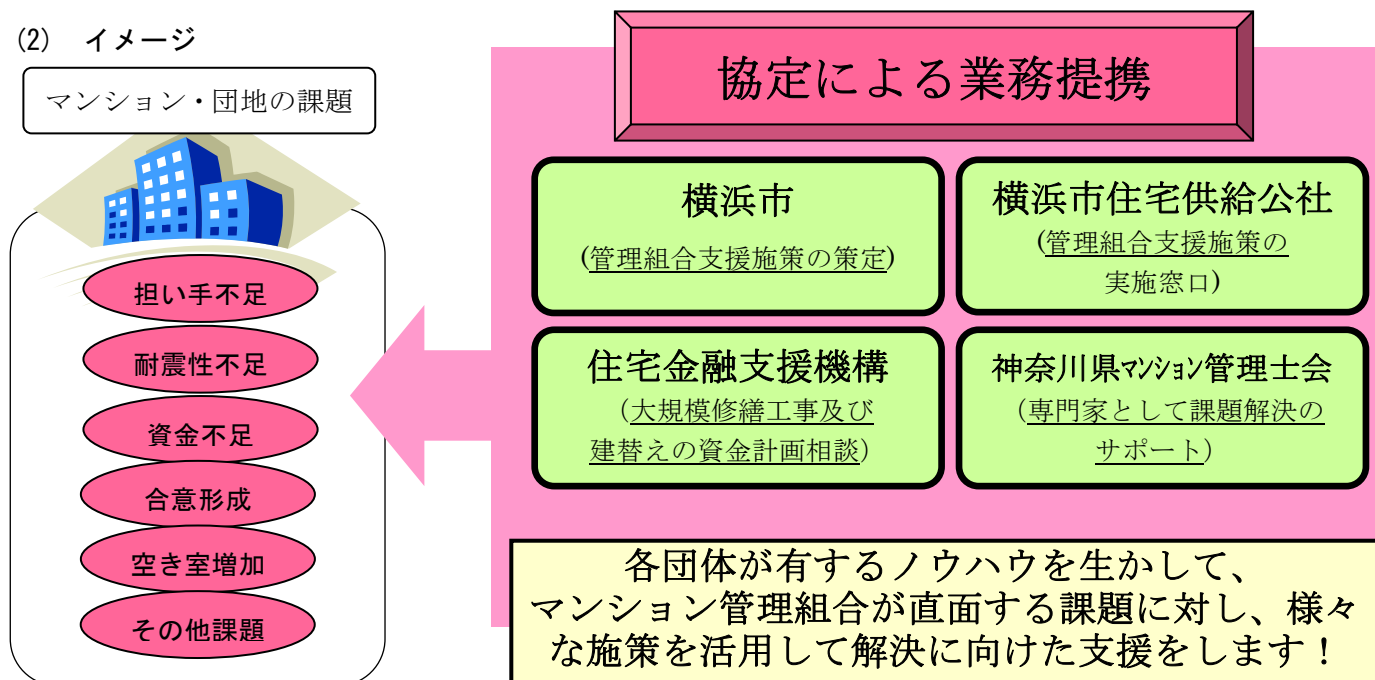 (2) イメージ
マンション・団地の課題
担い手不足
耐震性不足
資金不足
合意形成
空き室増加
その他課題
協定による業務提携
横浜市
(管理組合支援施策の策定)
横浜市住宅供給公社
(管理組合支援施策の
実施窓口)
住宅金融支援機構
(大規模修繕工事及び
建替えの資金計画相談)
神奈川県ﾏﾝｼｮﾝ管理士会
(専門家として課題解決の
サポート)
各団体が有するノウハウを生かして、
マンション管理組合が直面する課題に対し、様々
な施策を活用して解決に向けた支援をします！